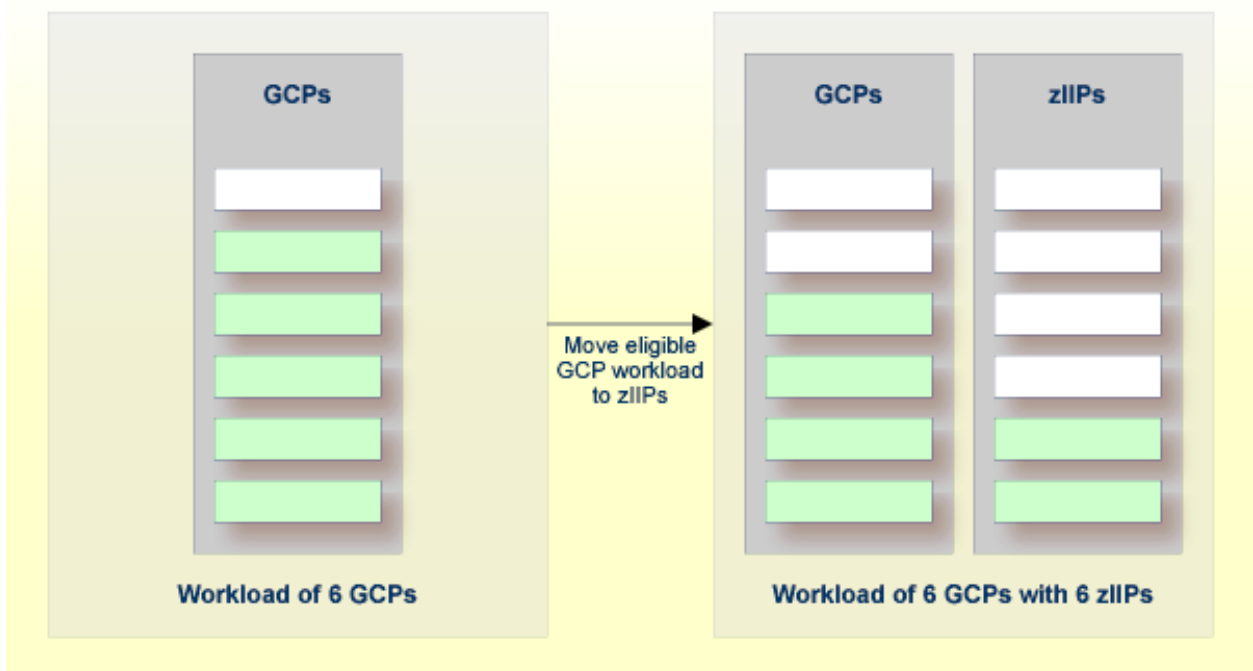 GCPs
Workload of 6 GCPs
Move eligible
GCP workload
to zIIPs
GCPs
zIIPs
Workload of 6 GCPs with 6 zIIPs